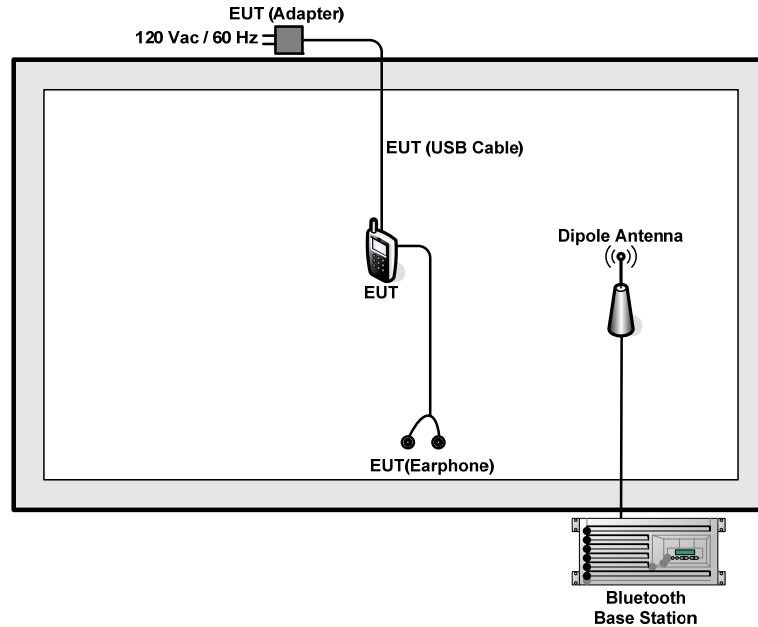 EUT (Adapter)
120 Vac / 60 Hz
EUT (USB Cable)
Dipole Antenna
EUT
EUT(Earphone)
Bluetooth
Base Station